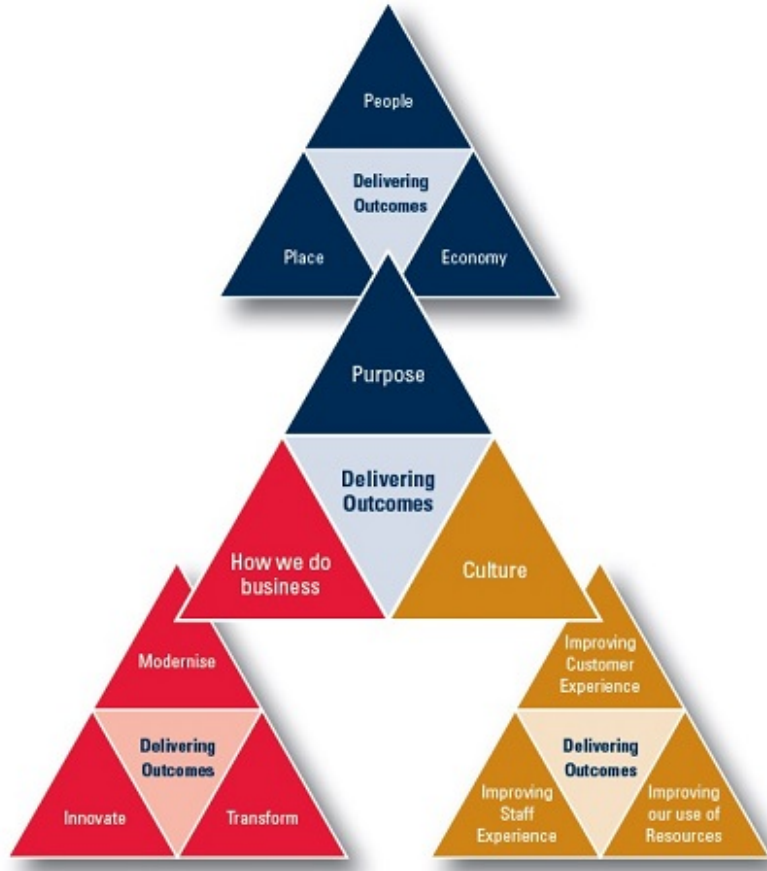 People
Delivering
Outcomes
Place
Economy
Purpose
Delivering
Outcomes
How we do
business
Culture
Modernise
Delivering
Outcomes
Innovate
Transform
Improving
Customer
Experience
Delivering
Outcomes
Improving
Staff
Experience
Improving
our use of
Resources